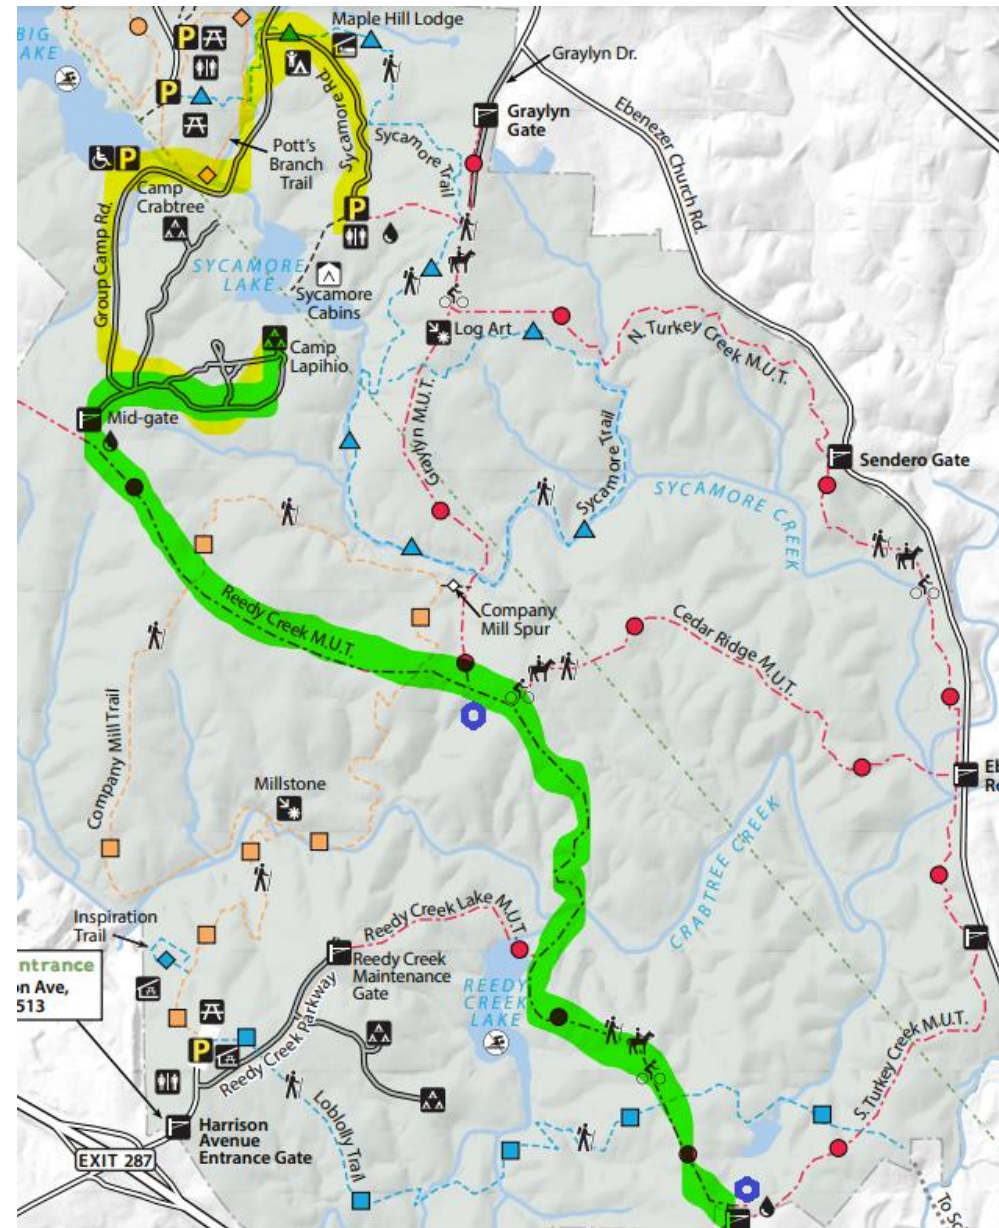 BIG
LAKE
Maple Hill Lodge
Graylyn Dr.
P
Graylyn
Gate
Ebenezer Church Rd.
P
Sycamore Rd.
Sycamore
Trail
Pott's
Branch
Trail
P
Camp
Crabtree
P
Group Camp Rd.
SYCAMORE
LAKE
Sycamore
Cabins
Log Art
N. Turkey Creek M.U.T.
Camp
Lapihio
Mid-gate
Graylyn M.U.T.
Sycamore Trail
Sendero Gate
SYCAMORE
CREEK
Reedy Creek M.U.T.
Company
Mill Spur
Cedar Ridge M.U.T.
Company Mill Trail
Millstone
CRABTREE CREEK
Inspiration
Trail
Reedy Creek Lake M.U.T.
Reedy Creek
Maintenance
Gate
REEDY
CREEK
LAKE
ntrance
on Ave,
513
P
Reedy Creek Parkway
S. Turkey Creek M.U.T.
Loblolly Trail
Harrison
Avenue
Entrance Gate
EXIT 287